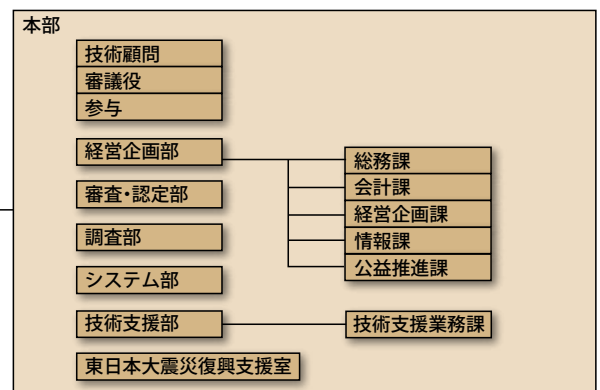 本部
技術顧問
審議役
参与
経営企画部
総務課
会計課
経営企画課
情報課
公益推進課
審査・認定部
調査部
システム部
技術支援部
技術支援業務課
東日本大震災復興支援室